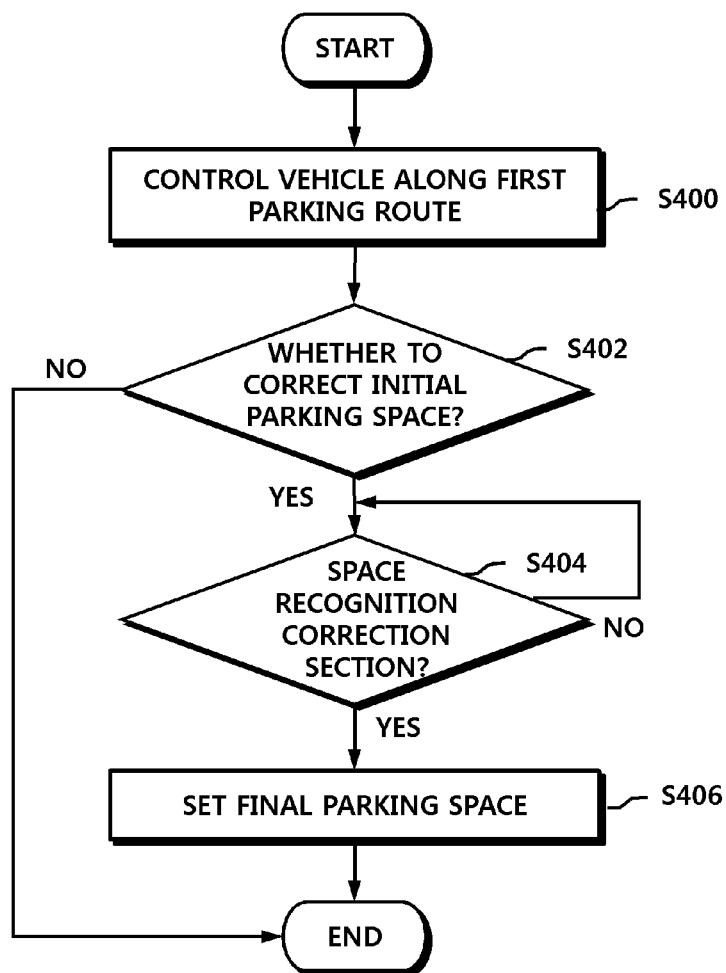 START
CONTROL VEHICLE ALONG FIRST
PARKING ROUTE
S400
WHETHER TO
CORRECT INITIAL
PARKING SPACE?
S402
NO
YES
SPACE
RECOGNITION
CORRECTION
SECTION?
S404
NO
YES
SET FINAL PARKING SPACE
S406
END